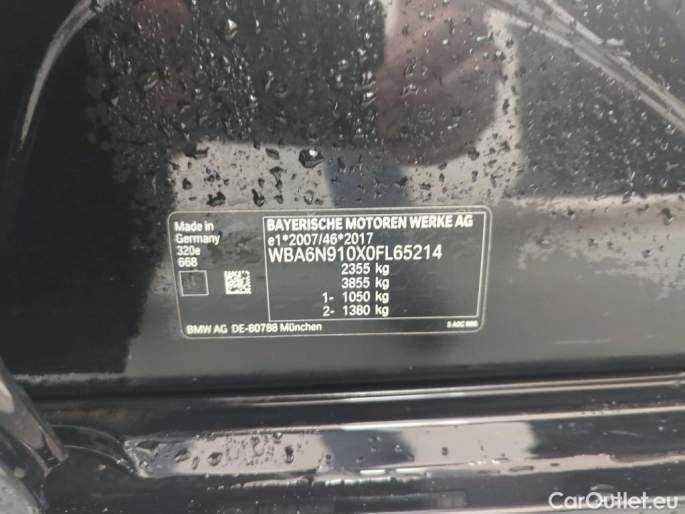 Made in
Germany
320e
668
BAYERISCHE MOTOREN WERKE AG
e1*2007/46*2017
WBA6N910X0FL65214
2355 kg
3855 kg
1- 1050 kg
2- 1380 kg
BMW AG DE-80788 München
CarOutlet.eu